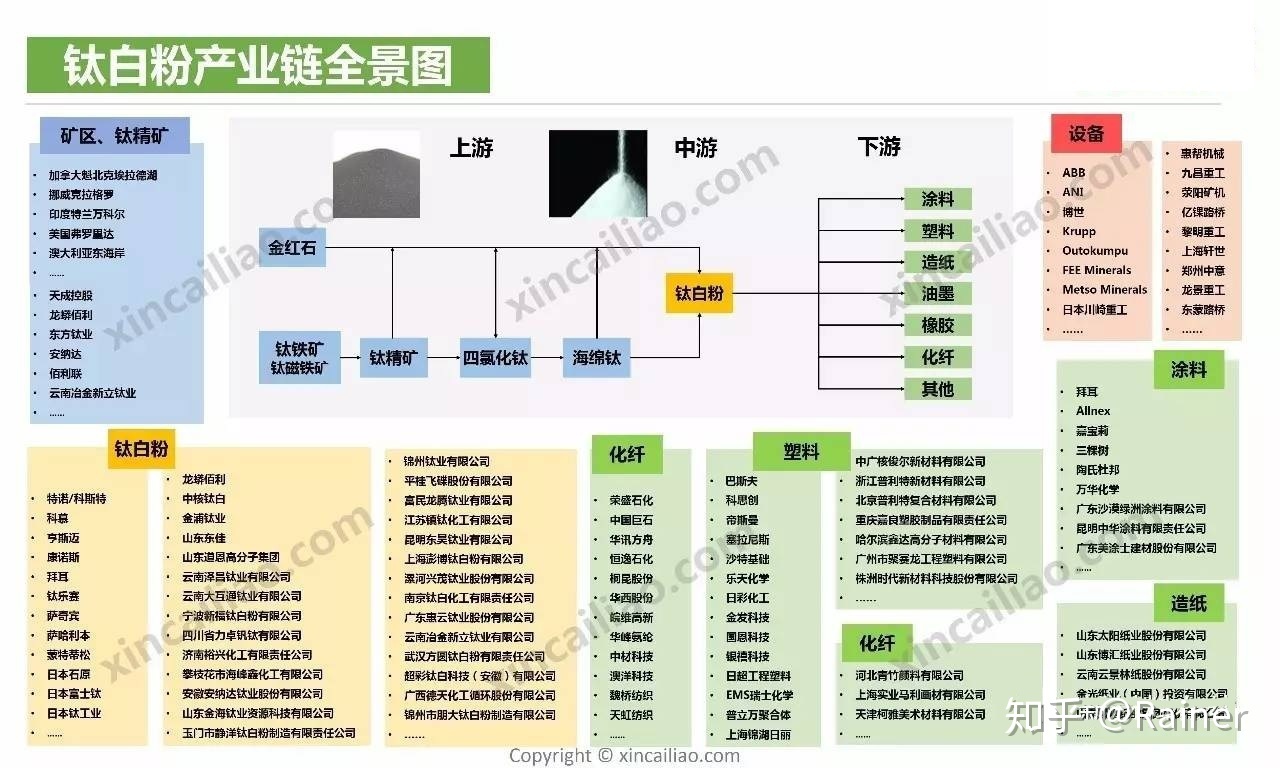 钛白粉产业链全景图
矿区、钛精矿
加拿大魁北克埃拉德湖
挪威克拉格罗
印度特兰万科尔
美国弗罗里达
澳大利亚东海岸
......
天成控股
龙蟒佰利
东方钛业
安纳达
佰利联
云南冶金新立钛业
......
上游
中游
下游
金红石
钛铁矿
钛磁铁矿
钛精矿
四氯化钛
海绵钛
钛白粉
涂料
塑料
造纸
油墨
橡胶
化纤
其他
设备
ABB
ANI
博世
Krupp
Outokumpu
FEE Minerals
Metso Minerals
日本川崎重工
......
惠帮机械
九昌重工
荥阳矿机
亿锞路桥
黎明重工
上海轩世
郑州中意
龙景重工
东蒙路桥
......
钛白粉
特诺/科斯特
科慕
亨斯迈
康诺斯
拜耳
钛乐赛
萨奇宾
萨哈利本
蒙特蒂松
日本石原
日本富士钛
日本钛工业
......
龙蟒佰利
中核钛白
金浦钛业
山东东佳
山东道恩高分子集团
云南泽昌钛业有限公司
云南大互通钛业有限公司
宁波新福钛白粉有限公司
四川省力卓钒钛有限公司
济南裕兴化工有限责任公司
攀枝花市海峰鑫化工有限公司
安徽安纳达钛业股份有限公司
山东金海钛业资源科技有限公司
玉门市静洋钛白粉制造有限责任公司
锦州钛业有限公司
平桂飞碟股份有限公司
富民龙腾钛业有限公司
江苏镇钛化工有限公司
昆明东昊钛业有限公司
上海澎博钛白粉有限公司
漯河兴茂钛业股份有限公司
南京钛白化工有限责任公司
广东惠云钛业股份有限公司
云南冶金新立钛业有限公司
武汉方圆钛白粉有限责任公司
超彩钛白科技（安徽）有限公司
广西德天化工循环股份有限公司
锦州市朋大钛白粉制造有限公司
......
化纤
荣盛石化
中国巨石
华讯方舟
恒逸石化
桐昆股份
华西股份
皖维高新
华峰氨纶
中材科技
澳洋科技
魏桥纺织
天虹纺织
......
塑料
巴斯夫
科思创
帝斯曼
塞拉尼斯
沙特基础
乐天化学
日彩化工
金发科技
国恩科技
银禧科技
日超工程塑料
EMS瑞士化学
普立万聚合体
上海锦湖日丽
中广核俊尔新材料有限公司
浙江普利特新材料有限公司
北京普利特复合材料有限公司
重庆嘉良塑胶制品有限责任公司
哈尔滨鑫达高分子材料有限公司
广州市聚赛龙工程塑料有限公司
株洲时代新材料科技股份有限公司
......
化纤
河北青竹颜料有限公司
上海实业马利画材有限公司
天津柯雅美术材料有限公司
......
涂料
拜耳
Allnex
嘉宝莉
三棵树
陶氏杜邦
万华化学
广东沙漠绿洲涂料有限公司
昆明中华涂料有限责任公司
广东美涂士建材股份有限公司
......
造纸
山东太阳纸业股份有限公司
山东博汇纸业股份有限公司
云南云景林纸股份有限公司
金光纸业（中国）投资有限公司
......
知乎 @Rainer
xincailiao.com
xincailiao.com
xincailiao.com
xincailiao.com
xincailiao.com
xincailiao.com
Copyright © xincailiao.com